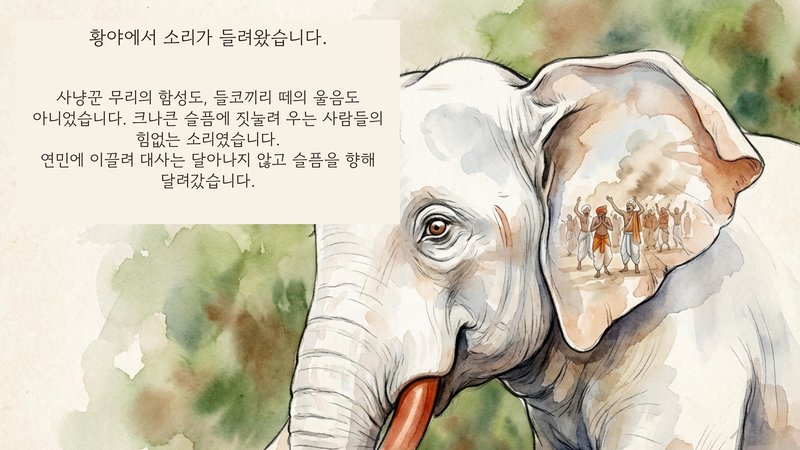 황야에서 소리가 들려왔습니다.
사냥꾼 무리의 함성도, 들코끼리 떼의 울음도
아니었습니다. 크나큰 슬픔에 짓눌려 우는 사람들의
힘없는 소리였습니다.
연민에 이끌려 대사는 달아나지 않고 슬픔을 향해
달려갔습니다.